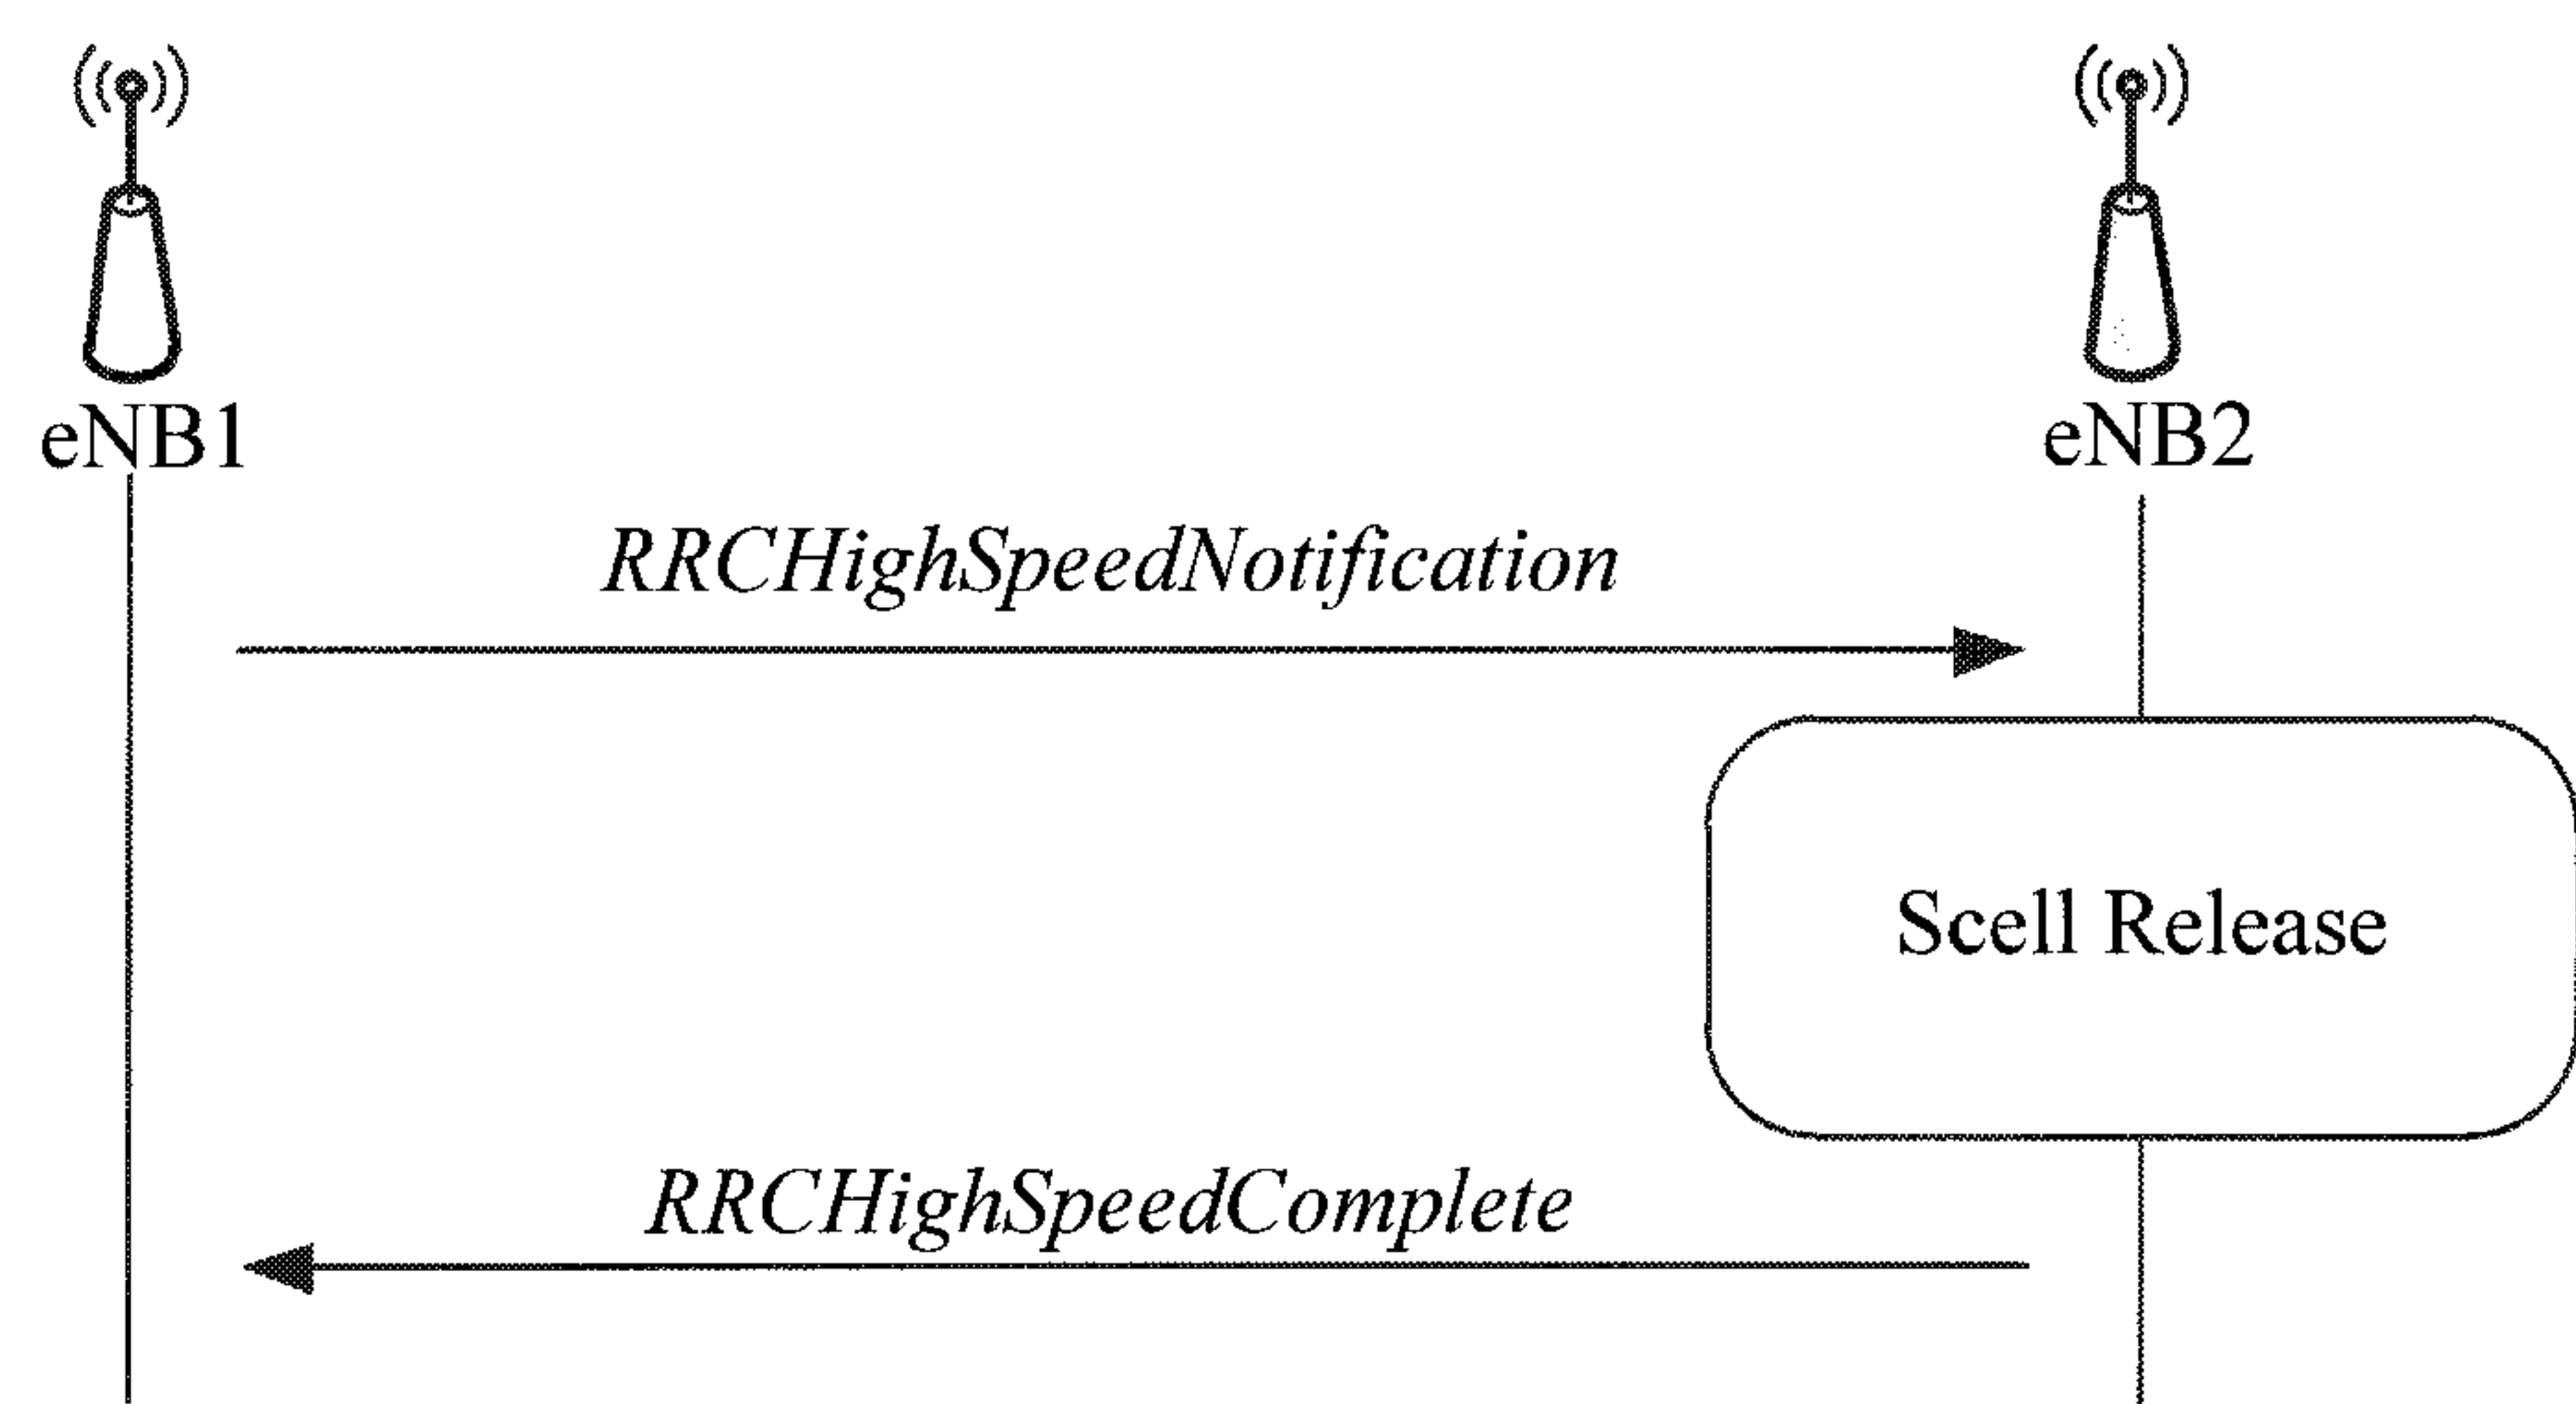 eNB1
eNB2
RRCHighSpeedNotification
Scell Release
RRCHighSpeedComplete